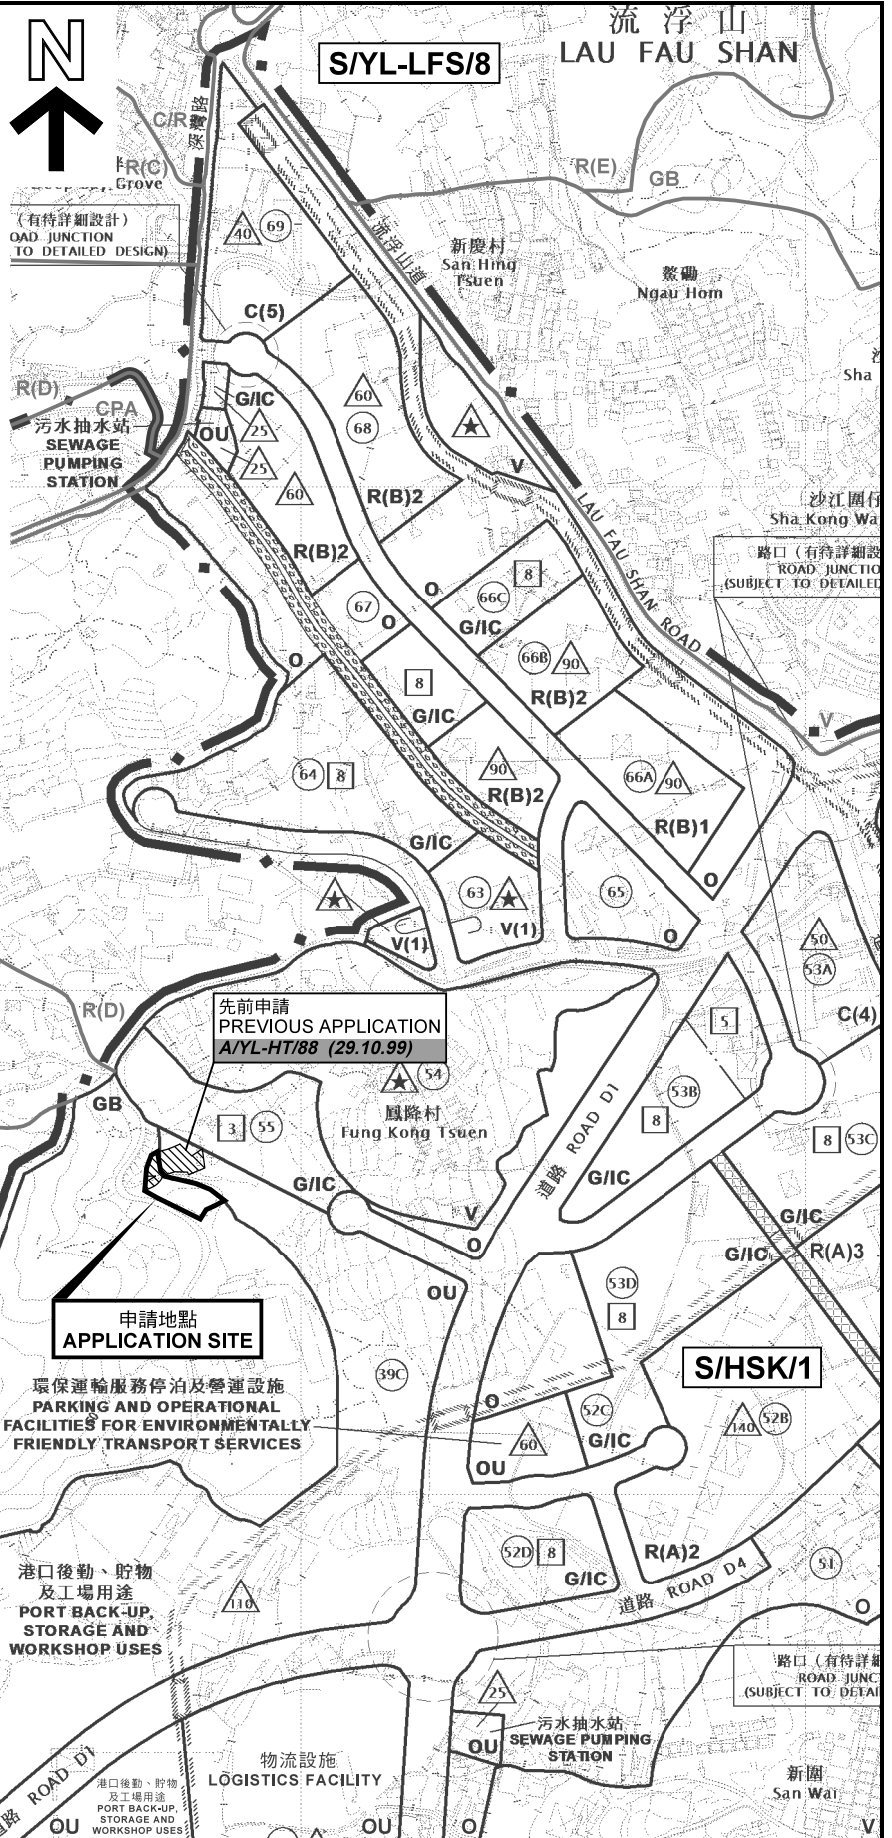 N
S/YL-LFS/8
流浮山
LAU FAU SHAN
C/R
深灣路
R(C)
Grove
R(E)
GB
(有待詳細設計)
OAD JUNCTION
TO DETAILED DESIGN)
40
69
流浮山道
新慶村
San Hing
Tsuen
鰲磡
Ngau Hom
C(5)
Sha
R(D)
CPA
污水抽水站
SEWAGE
PUMPING
STATION
G/IC
OU
25
25
60
68
60
R(B)2
R(B)2
V
LAU FAU SHAN ROAD
沙江圍仔
Sha Kong Wa
路口(有待詳細設
ROAD JUNCTIO
(SUBJECT TO DETAILED
8
66C
O
G/IC
67
O
66B
90
R(B)2
O
8
G/IC
V
64
8
90
R(B)2
66A
90
R(B)1
G/IC
O
63
V(1)
V(1)
65
O
50
53A
C(4)
R(D)
先前申請
PREVIOUS APPLICATION
A/YL-HT/88 (29.10.99)
5
54
53B
8
GB
3
55
鳳降村
Fung Kong Tsuen
道路 ROAD D1
8
53C
G/IC
G/IC
V
O
G/IC
G/IC
R(A)3
OU
53D
8
申請地點
APPLICATION SITE
S/HSK/1
39C
環保運輸服務停泊及營運設施
PARKING AND OPERATIONAL
FACILITIES FOR ENVIRONMENTALLY
FRIENDLY TRANSPORT SERVICES
O
52C
G/IC
60
OU
140
52B
52D
8
G/IC
R(A)2
道路 ROAD D4
51
O
港口後勤、貯物
及工場用途
PORT BACK-UP,
STORAGE AND
WORKSHOP USES
110
路口(有待詳細
ROAD JUNC
(SUBJECT TO DETAI
25
污水抽水站
SEWAGE PUMPING
STATION
OU
物流設施
LOGISTICS FACILITY
新圍
San Wai
道路 ROAD D1
港口後勤、貯物
及工場用途
PORT BACK-UP,
STORAGE AND
WORKSHOP USES
OU
OU
O
V